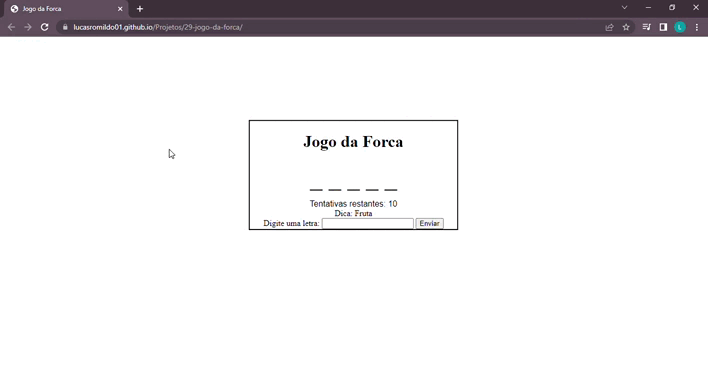 Jogo da Forca
lucasromildo01.github.io/Projetos/29-jogo-da-forca/
L
Jogo da Forca
_ _ _ _ _
Tentativas restantes: 10
Dica: Fruta
Digite uma letra: Enviar